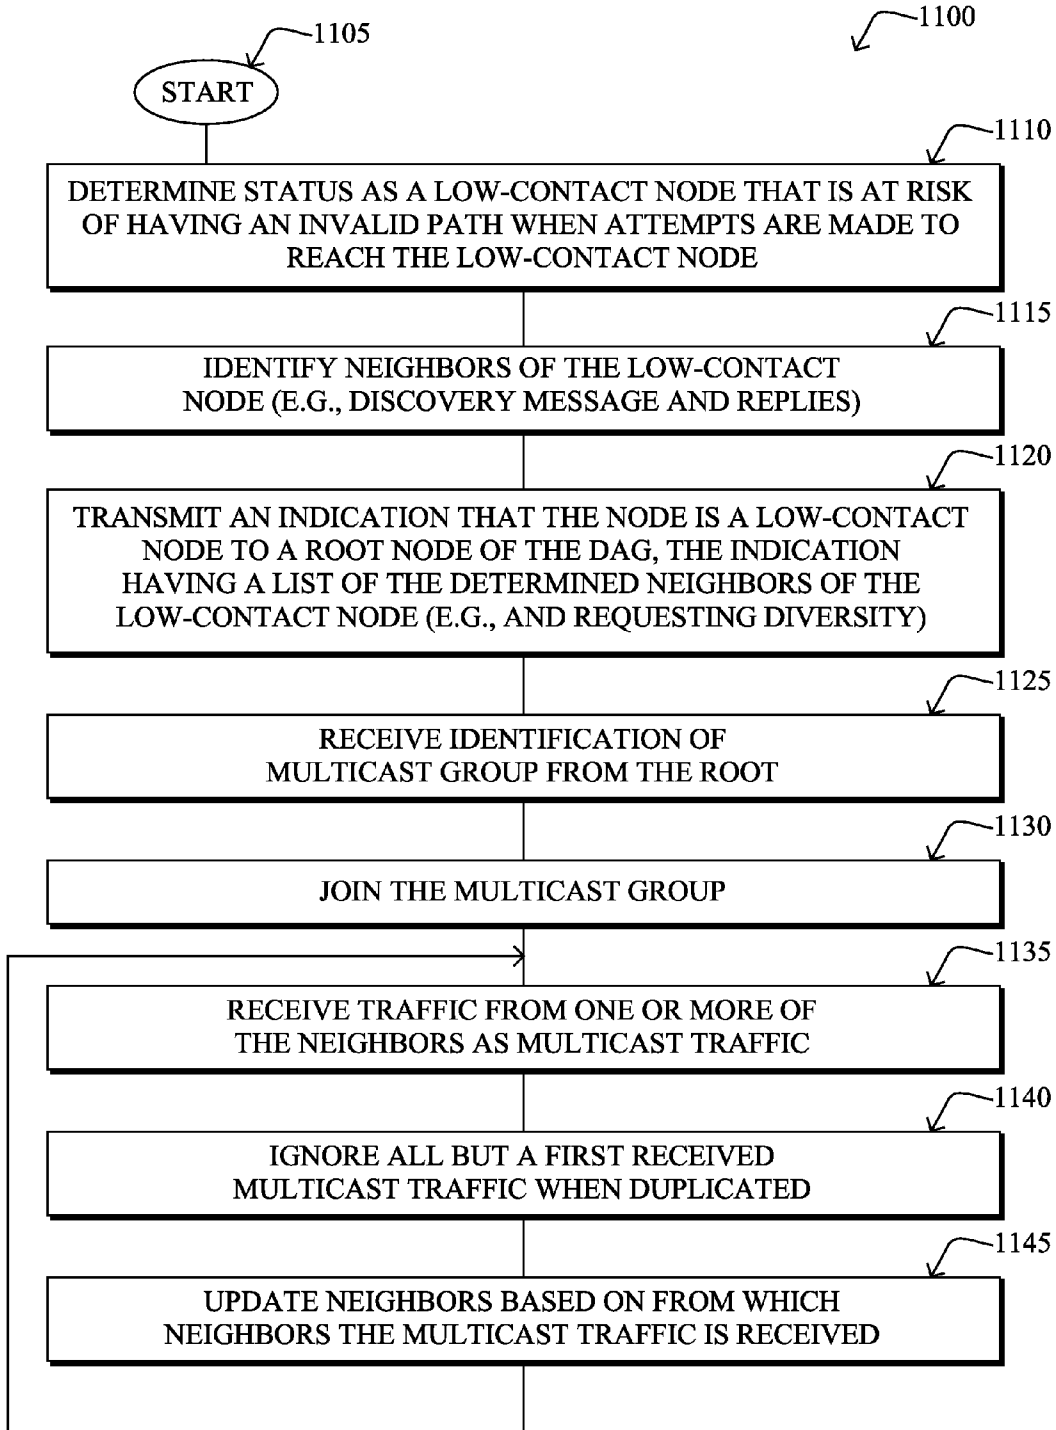 1100
1105
START
1110
DETERMINE STATUS AS A LOW-CONTACT NODE THAT IS AT RISK
OF HAVING AN INVALID PATH WHEN ATTEMPTS ARE MADE TO
REACH THE LOW-CONTACT NODE
1115
IDENTIFY NEIGHBORS OF THE LOW-CONTACT
NODE (E.G., DISCOVERY MESSAGE AND REPLIES)
1120
TRANSMIT AN INDICATION THAT THE NODE IS A LOW-CONTACT
NODE TO A ROOT NODE OF THE DAG, THE INDICATION
HAVING A LIST OF THE DETERMINED NEIGHBORS OF THE
LOW-CONTACT NODE (E.G., AND REQUESTING DIVERSITY)
1125
RECEIVE IDENTIFICATION OF
MULTICAST GROUP FROM THE ROOT
1130
JOIN THE MULTICAST GROUP
1135
RECEIVE TRAFFIC FROM ONE OR MORE OF
THE NEIGHBORS AS MULTICAST TRAFFIC
1140
IGNORE ALL BUT A FIRST RECEIVED
MULTICAST TRAFFIC WHEN DUPLICATED
1145
UPDATE NEIGHBORS BASED ON FROM WHICH
NEIGHBORS THE MULTICAST TRAFFIC IS RECEIVED